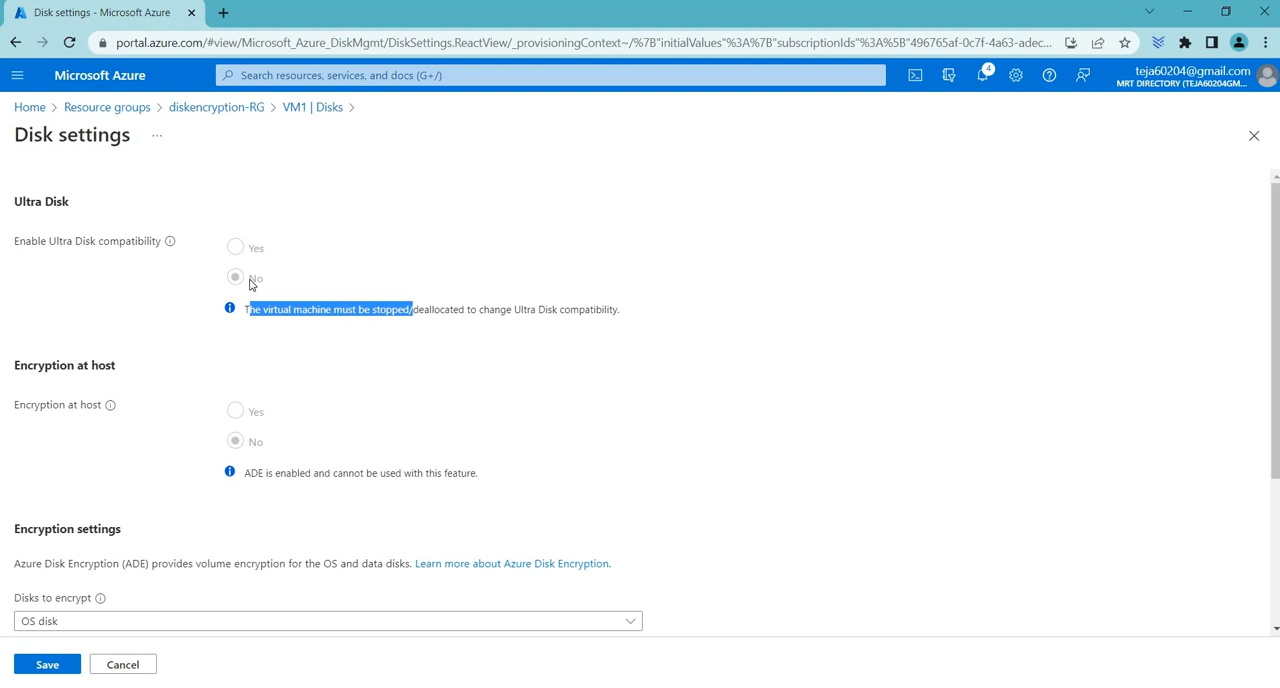 Disk settings - Microsoft Azure
portal.azure.com/#view/Microsoft_Azure_DiskMgmt/DiskSettings.ReactView/_provisioningContext~/%7B"initialValues"%3A%7B"subscriptionIds"%3A%5B"496765af-0c7f-4a63-adec...
Microsoft Azure
Search resources, services, and docs (G+/)
4
teja60204@gmail.com
MRT DIRECTORY (TEJA60204GM...
Home > Resource groups > diskencryption-RG > VM1 | Disks >
Disk settings ...
Ultra Disk
Enable Ultra Disk compatibility
Yes
No
The virtual machine must be stopped/deallocated to change Ultra Disk compatibility.
Encryption at host
Encryption at host
Yes
No
ADE is enabled and cannot be used with this feature.
Encryption settings
Azure Disk Encryption (ADE) provides volume encryption for the OS and data disks. Learn more about Azure Disk Encryption.
Disks to encrypt
OS disk
Save
Cancel